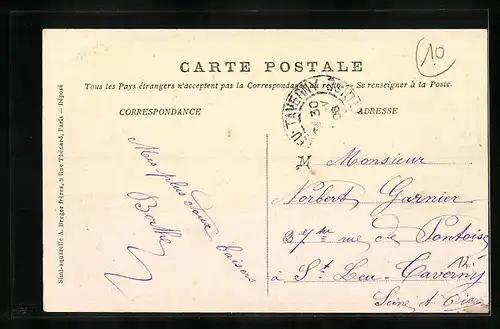 10
CARTE POSTALE
Tous les Pays étrangers n'acceptent pas la Correspondance au recto. Se renseigner à la Poste.
CORRESPONDANCE
ADRESSE
Mes plus doux baisers
Berthe
M Monsieur
Norbert Garnier
rue de Pontoise
à St Leu-Taverny
Seine et Oise
Simi-aquarelle A. Breger frères, 9 Rue Thénard, Paris - Déposé